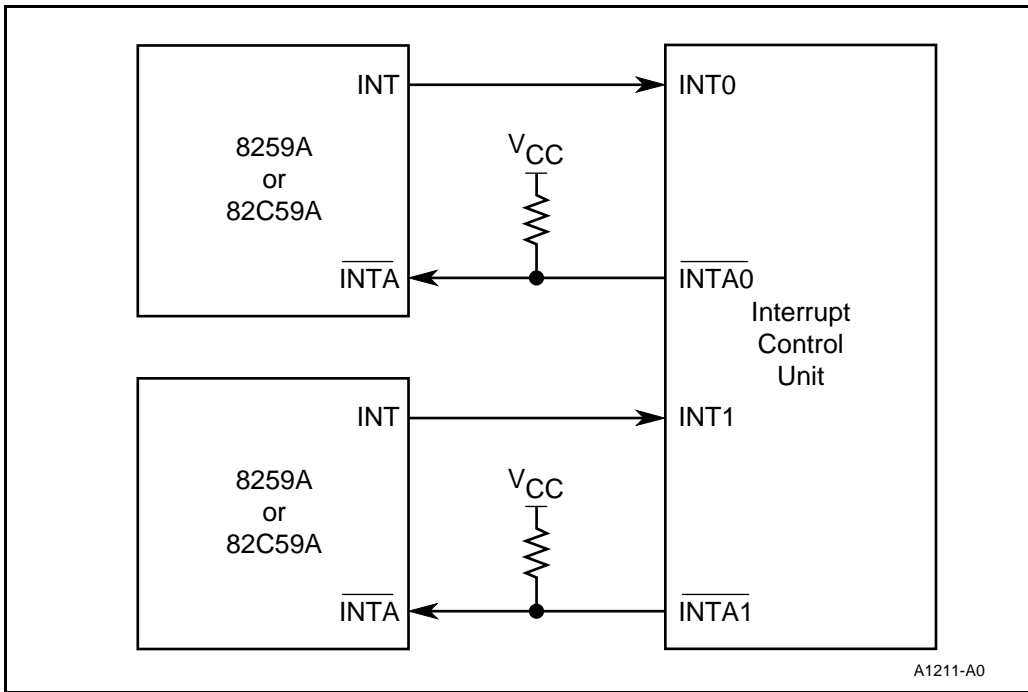 INT
INT0
8259A
or
82C59A
VCC
INTA
INTA0
Interrupt
Control
Unit
INT
INT1
8259A
or
82C59A
VCC
INTA
INTA1
A1211-A0